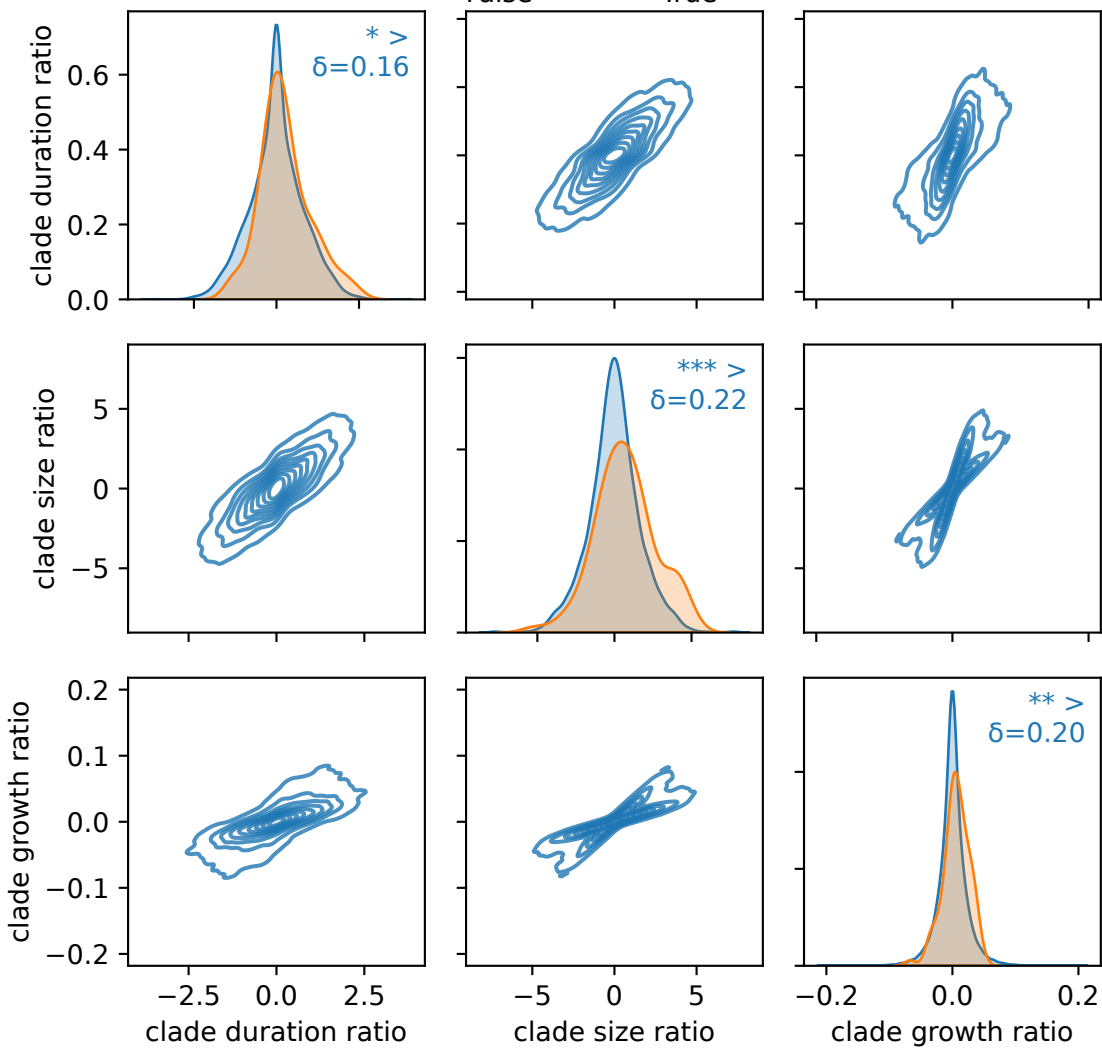 clade duration ratio
0.6
0.4
0.2
0.0
* >
δ=0.16
clade size ratio
5
0
−5
*** >
δ=0.22
clade growth ratio
0.2
0.1
0.0
−0.1
−0.2
** >
δ=0.20
−2.5 0.0 2.5
clade duration ratio
−5 0 5
clade size ratio
−0.2 0.0 0.2
clade growth ratio